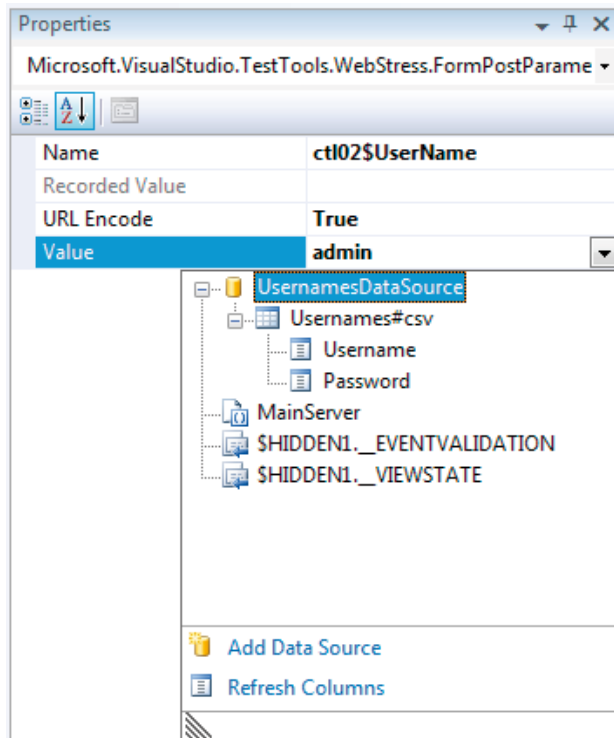 Properties
Microsoft.VisualStudio.TestTools.WebStress.FormPostParame
Name ctl02$UserName
Recorded Value
URL Encode True
Value admin
UsernamesDataSource
Usernames#csv
Username
Password
MainServer
$HIDDEN1.__EVENTVALIDATION
$HIDDEN1.__VIEWSTATE
Add Data Source
Refresh Columns